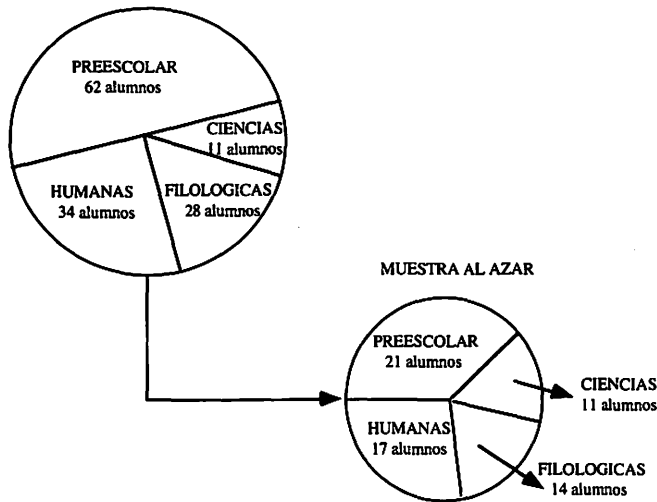 PREESCOLAR
62 alumnos
CIENCIAS
11 alumnos
HUMANAS
34 alumnos
FILOLOGICAS
28 alumnos
MUESTRA AL AZAR
PREESCOLAR
21 alumnos
CIENCIAS
11 alumnos
HUMANAS
17 alumnos
FILOLOGICAS
14 alumnos